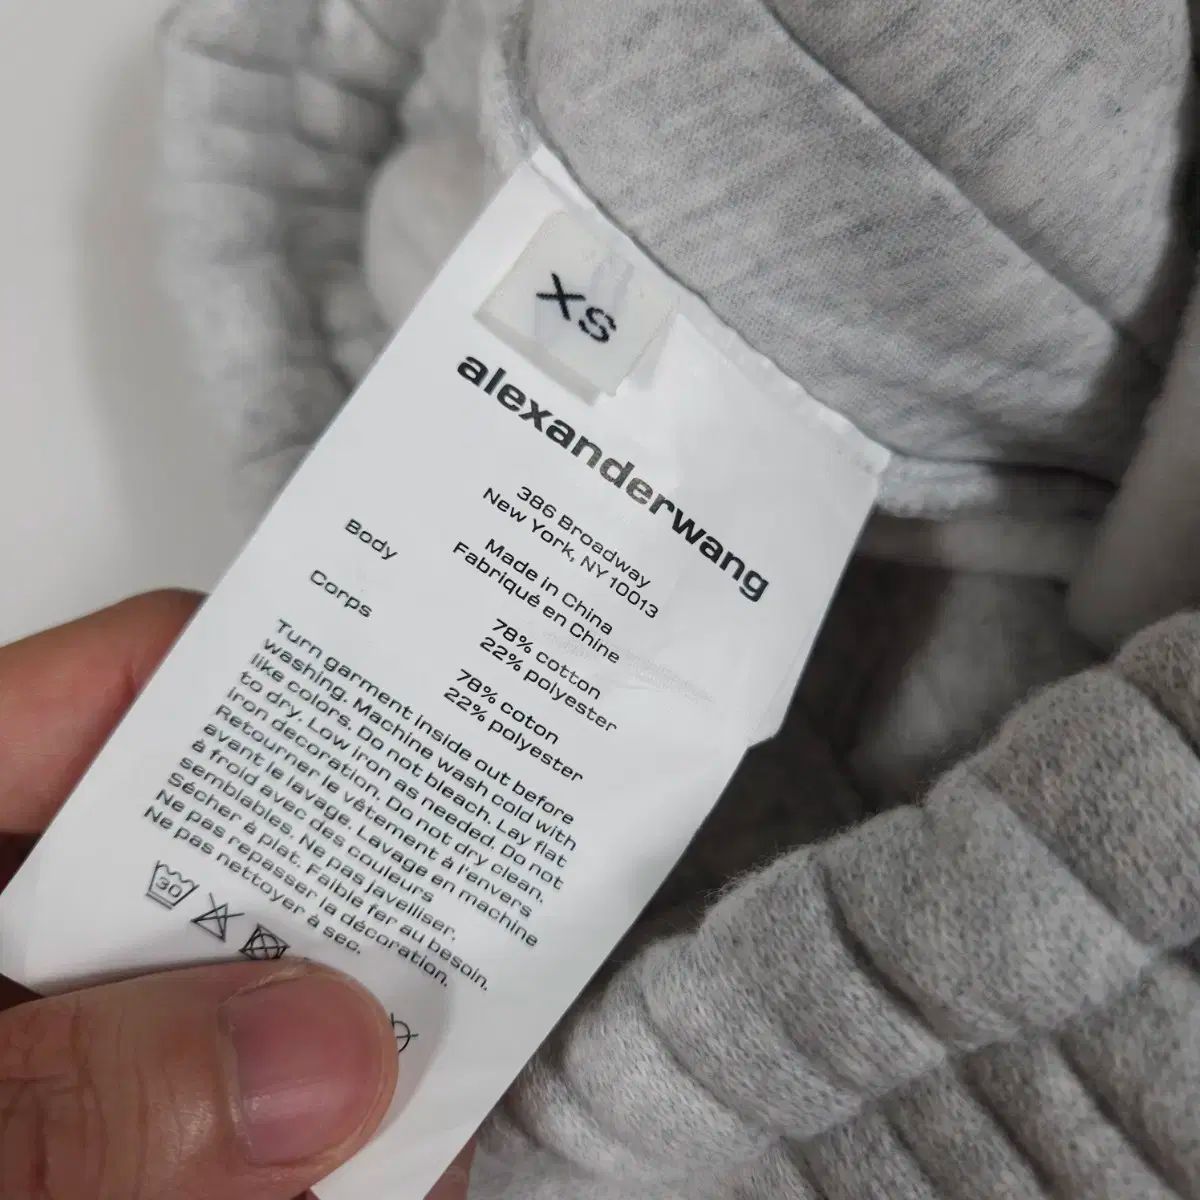 XS
alexanderwang
386 Broadway
New York, NY 10013
Made in China
Fabriqué en Chine
Body
78% cotton
22% polyester
Corps
78% coton
22% polyester
Turn garment inside out before
washing. Machine wash cold with
like colors. Do not bleach. Lay flat
to dry. Low iron as needed. Do not
iron decoration. Do not dry clean.
Retourner le vêtement à l'envers
avant le lavage. Lavage en machine
à froid avec des couleurs
semblables. Ne pas javelliser.
Sécher à plat. Faible fer au besoin.
Ne pas repasser la décoration.
Ne pas nettoyer à sec.
30